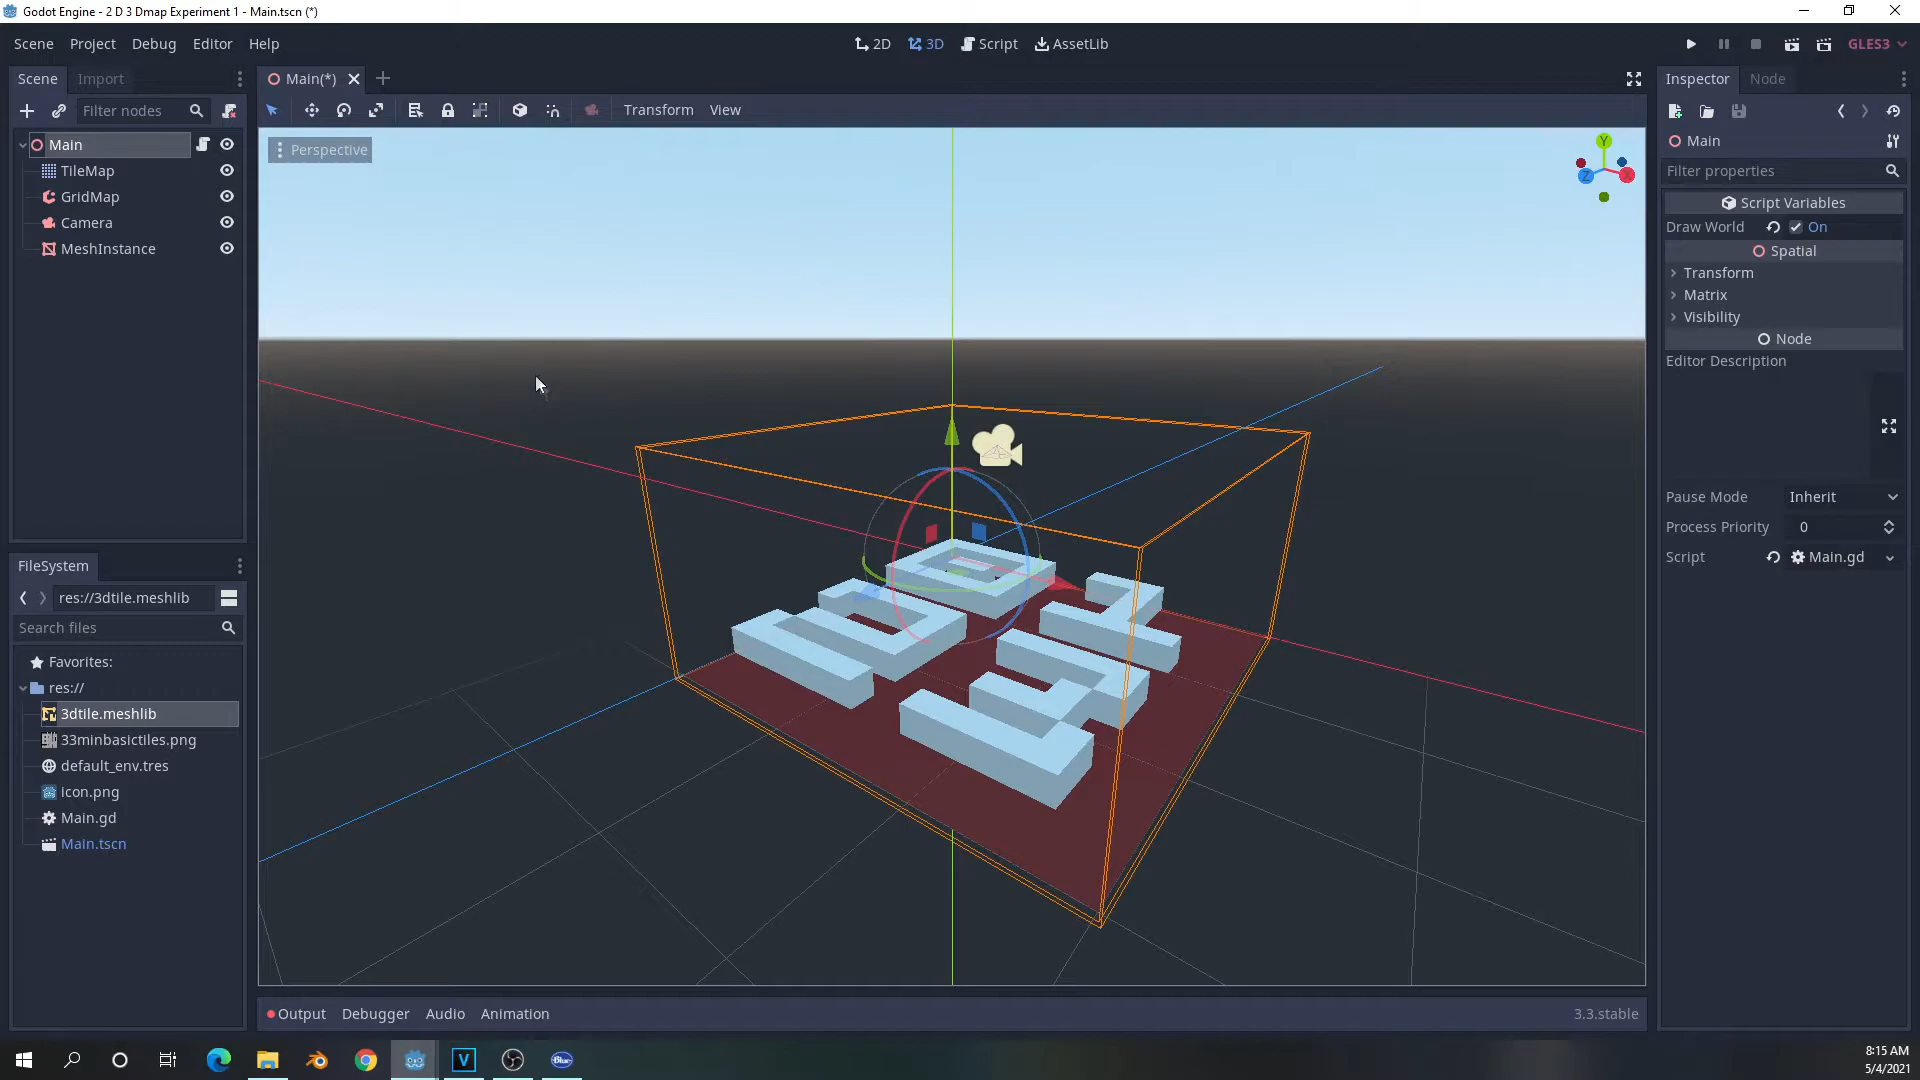 Godot Engine - 2 D 3 Dmap Experiment 1 - Main.tscn (*)
Scene Project Debug Editor Help
2D 3D Script AssetLib
GLES3
Scene Import
Main(*)
Inspector Node
Filter nodes
Transform View
Main
TileMap
GridMap
Camera
MeshInstance
Perspective
Y
Z
X
Main
Filter properties
Script Variables
Draw World On
Spatial
Transform
Matrix
Visibility
Node
Editor Description
Pause Mode Inherit
Process Priority 0
Script Main.gd
FileSystem
res://3dtile.meshlib
Search files
Favorites:
res://
3dtile.meshlib
33minbasictiles.png
default_env.tres
icon.png
Main.gd
Main.tscn
Output Debugger Audio Animation
3.3.stable
V
Blue
8:15 AM
5/4/2021